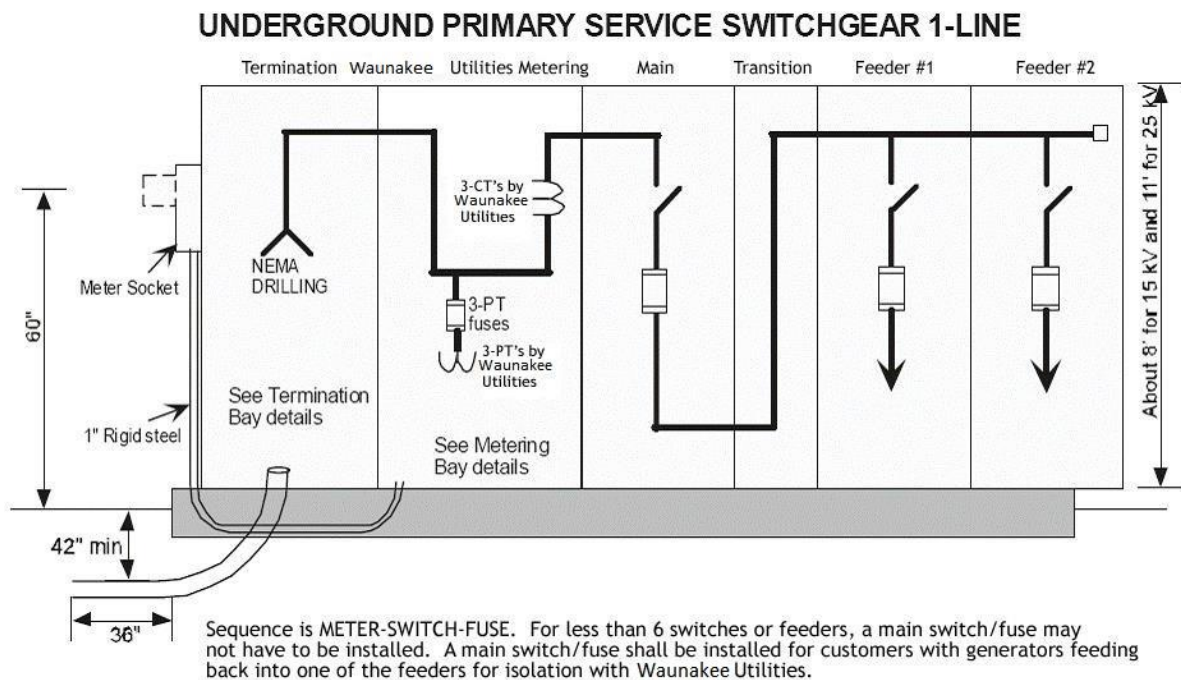 UNDERGROUND PRIMARY SERVICE SWITCHGEAR 1-LINE
Termination
Waunakee
Utilities Metering
Main
Transition
Feeder #1
Feeder #2
3-CT's by
Waunakee
Utilities
NEMA
DRILLING
Meter Socket
3-PT
fuses
3-PT's by
Waunakee
Utilities
60"
See Termination
Bay details
1" Rigid steel
See Metering
Bay details
About 8' for 15 kV and 11' for 25 kV
42" min
36"
Sequence is METER-SWITCH-FUSE. For less than 6 switches or feeders, a main switch/fuse may
not have to be installed. A main switch/fuse shall be installed for customers with generators feeding
back into one of the feeders for isolation with Waunakee Utilities.